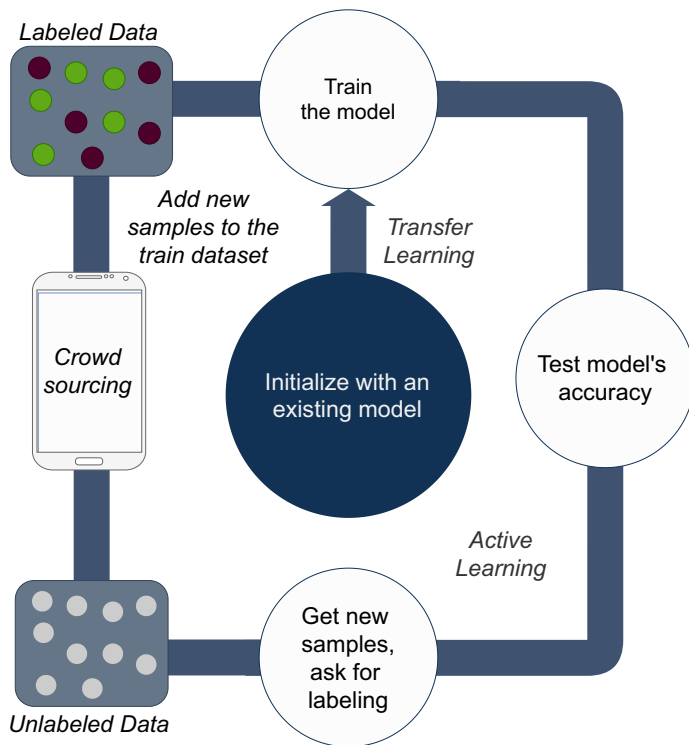 Labeled Data
Train
the model
Add new
samples to the
train dataset
Transfer
Learning
Crowd
sourcing
Initialize with an
existing model
Test model's
accuracy
Active
Learning
Get new
samples,
ask for
labeling
Unlabeled Data